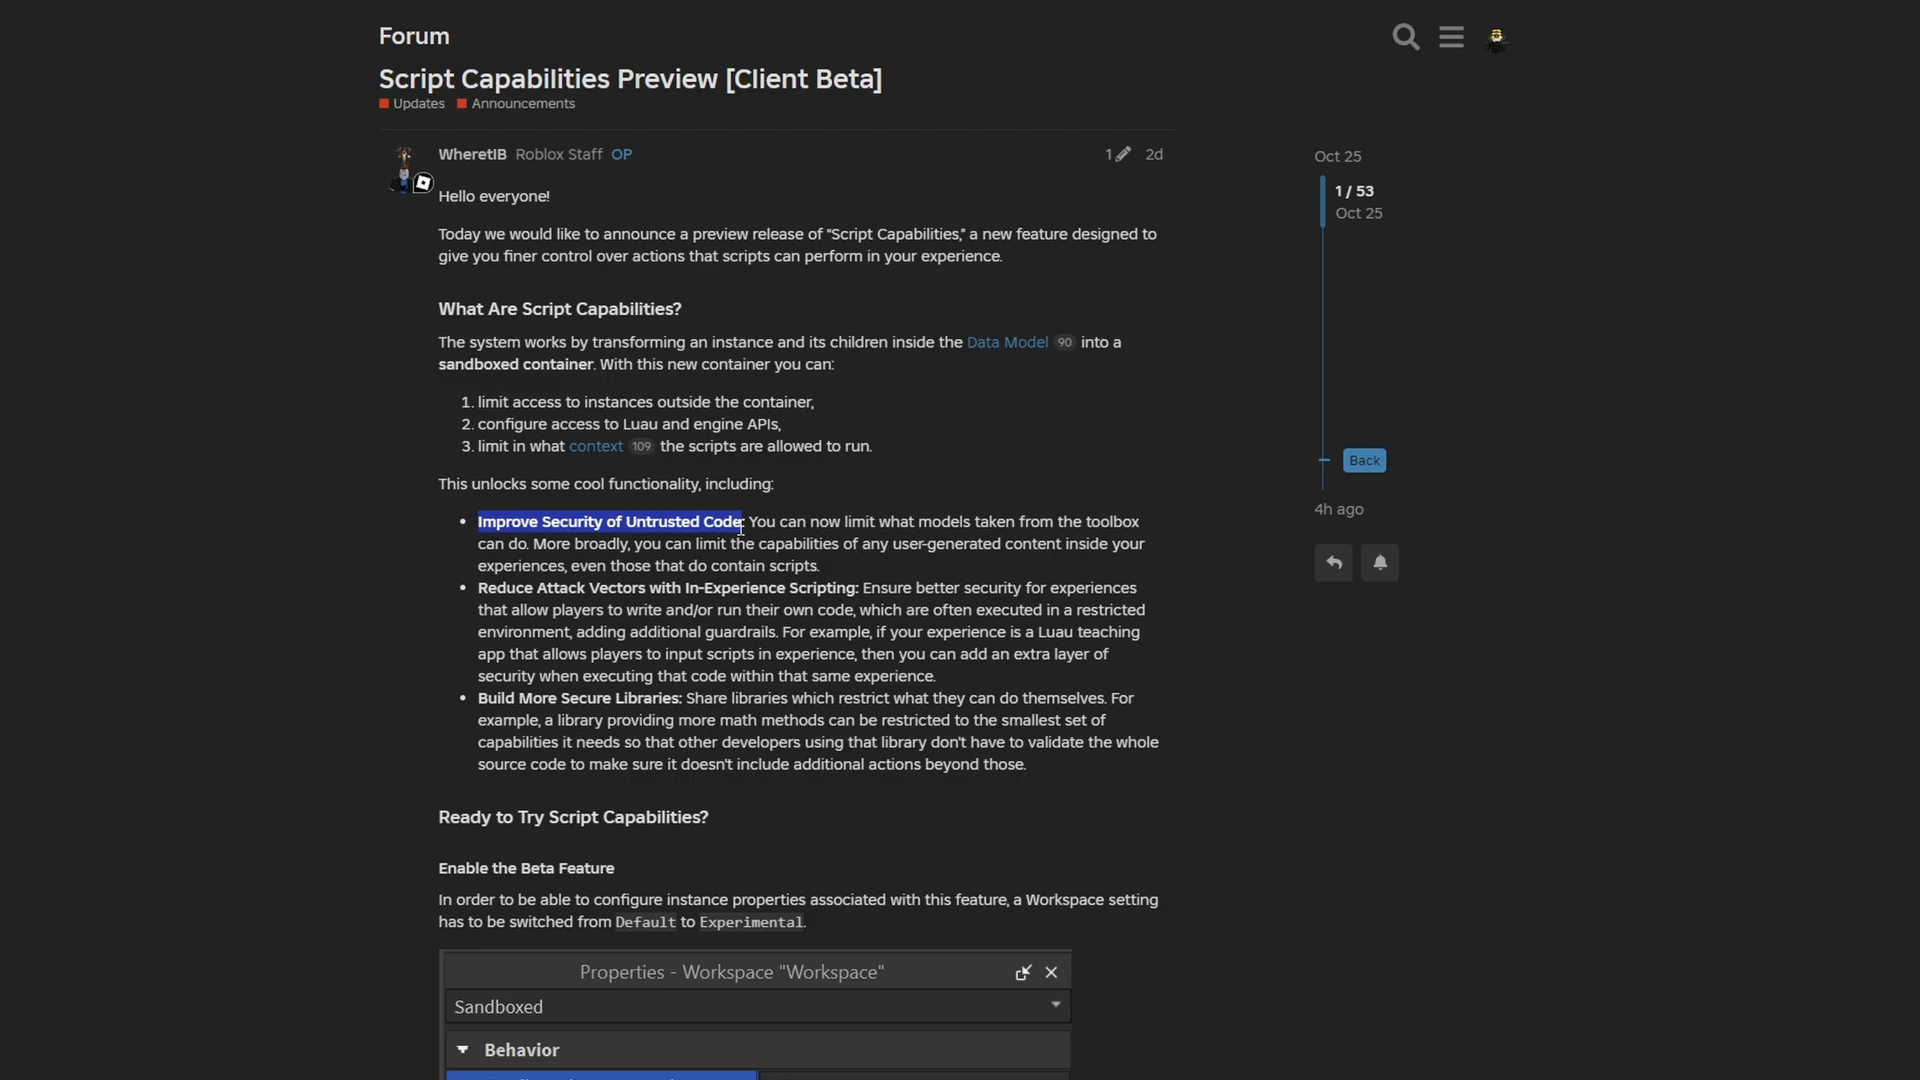 Forum
Script Capabilities Preview [Client Beta]
Updates Announcements
WheretIB Roblox Staff OP
1 2d
Hello everyone!
Today we would like to announce a preview release of “Script Capabilities,” a new feature designed to
give you finer control over actions that scripts can perform in your experience.
What Are Script Capabilities?
The system works by transforming an instance and its children inside the Data Model 90 into a
sandboxed container. With this new container you can:
1. limit access to instances outside the container,
2. configure access to Luau and engine APIs,
3. limit in what context 109 the scripts are allowed to run.
This unlocks some cool functionality, including:
• Improve Security of Untrusted Code: You can now limit what models taken from the toolbox
can do. More broadly, you can limit the capabilities of any user-generated content inside your
experiences, even those that do contain scripts.
• Reduce Attack Vectors with In-Experience Scripting: Ensure better security for experiences
that allow players to write and/or run their own code, which are often executed in a restricted
environment, adding additional guardrails. For example, if your experience is a Luau teaching
app that allows players to input scripts in experience, then you can add an extra layer of
security when executing that code within that same experience.
• Build More Secure Libraries: Share libraries which restrict what they can do themselves. For
example, a library providing more math methods can be restricted to the smallest set of
capabilities it needs so that other developers using that library don’t have to validate the whole
source code to make sure it doesn’t include additional actions beyond those.
Ready to Try Script Capabilities?
Enable the Beta Feature
In order to be able to configure instance properties associated with this feature, a Workspace setting
has to be switched from Default to Experimental.
Properties - Workspace "Workspace"
Sandboxed
Behavior
Oct 25
1 / 53
Oct 25
Back
4h ago